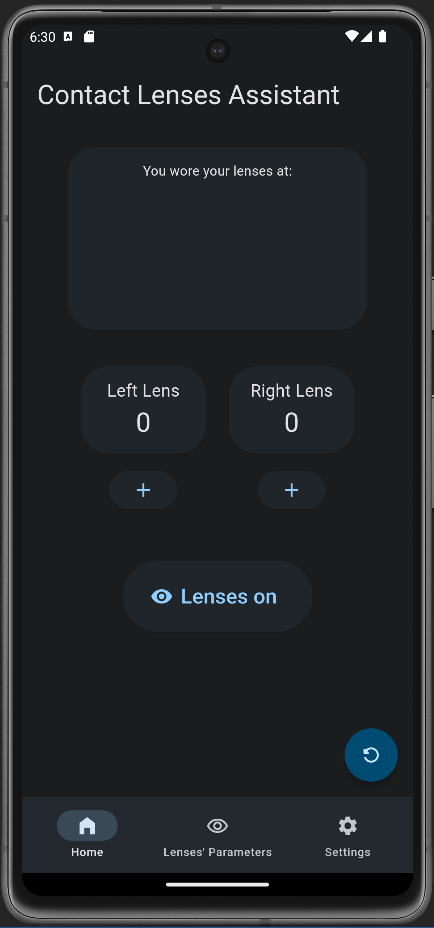 6:30
Contact Lenses Assistant
You wore your lenses at:
Left Lens Right Lens
0 0
+ +
Lenses on
Home Lenses' Parameters Settings